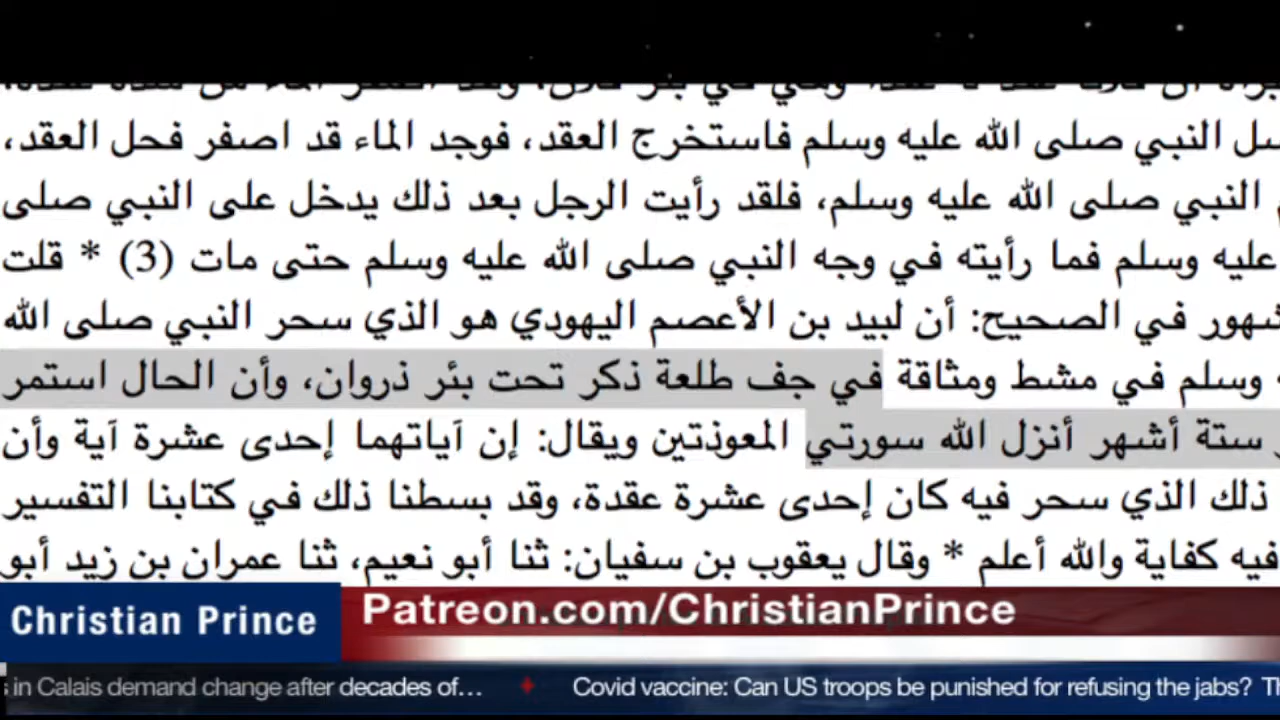 النبي صلى الله عليه وسلم فاستخرج العقد، فوجد الماء قد اصفر فحل العقد،
النبي صلى الله عليه وسلم، فلقد رأيت الرجل بعد ذلك يدخل على النبي صلى
عليه وسلم فما رأيته في وجه النبي صلى الله عليه وسلم حتى مات (3) * قلت
في الصحيح: أن لبيد بن الأعصم اليهودي هو الذي سحر النبي صلى الله
وسلم في مشط ومثاقة في جف طلعة ذكر تحت بئر ذروان، وأن الحال استمر
ستة أشهر أنزل الله سورتي المعوذتين ويقال: إن آياتهما إحدى عشرة آية وأن
ذلك الذي سحر فيه كان إحدى عشرة عقدة، وقد بسطنا ذلك في كتابنا التفسير
فيه كفاية والله أعلم * وقال يعقوب بن سفيان: ثنا أبو نعيم، ثنا عمران بن زيد أبو
Christian Prince
Patreon.com/ChristianPrince
in Calais demand change after decades of… Covid vaccine: Can US troops be punished for refusing the jabs?